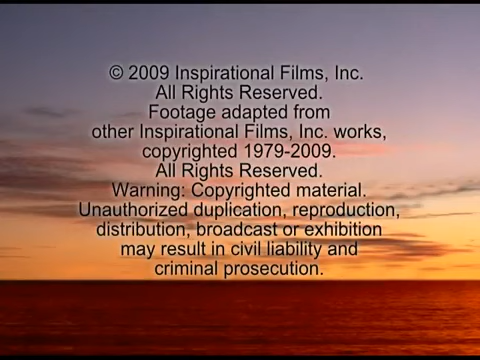 © 2009 Inspirational Films, Inc.
All Rights Reserved.
Footage adapted from
other Inspirational Films, Inc. works,
copyrighted 1979-2009.
All Rights Reserved.
Warning: Copyrighted material.
Unauthorized duplication, reproduction,
distribution, broadcast or exhibition
may result in civil liability and
criminal prosecution.